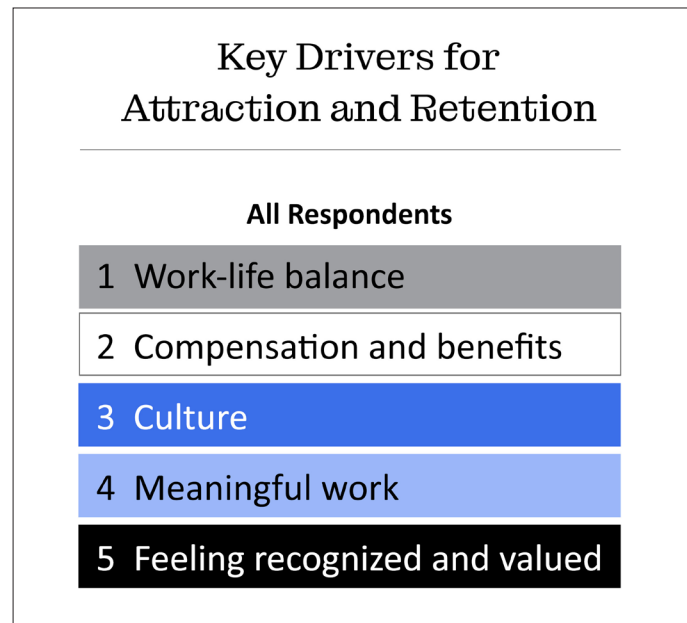 Key Drivers for
Attraction and Retention
All Respondents
1 Work-life balance
2 Compensation and benefits
3 Culture
4 Meaningful work
5 Feeling recognized and valued